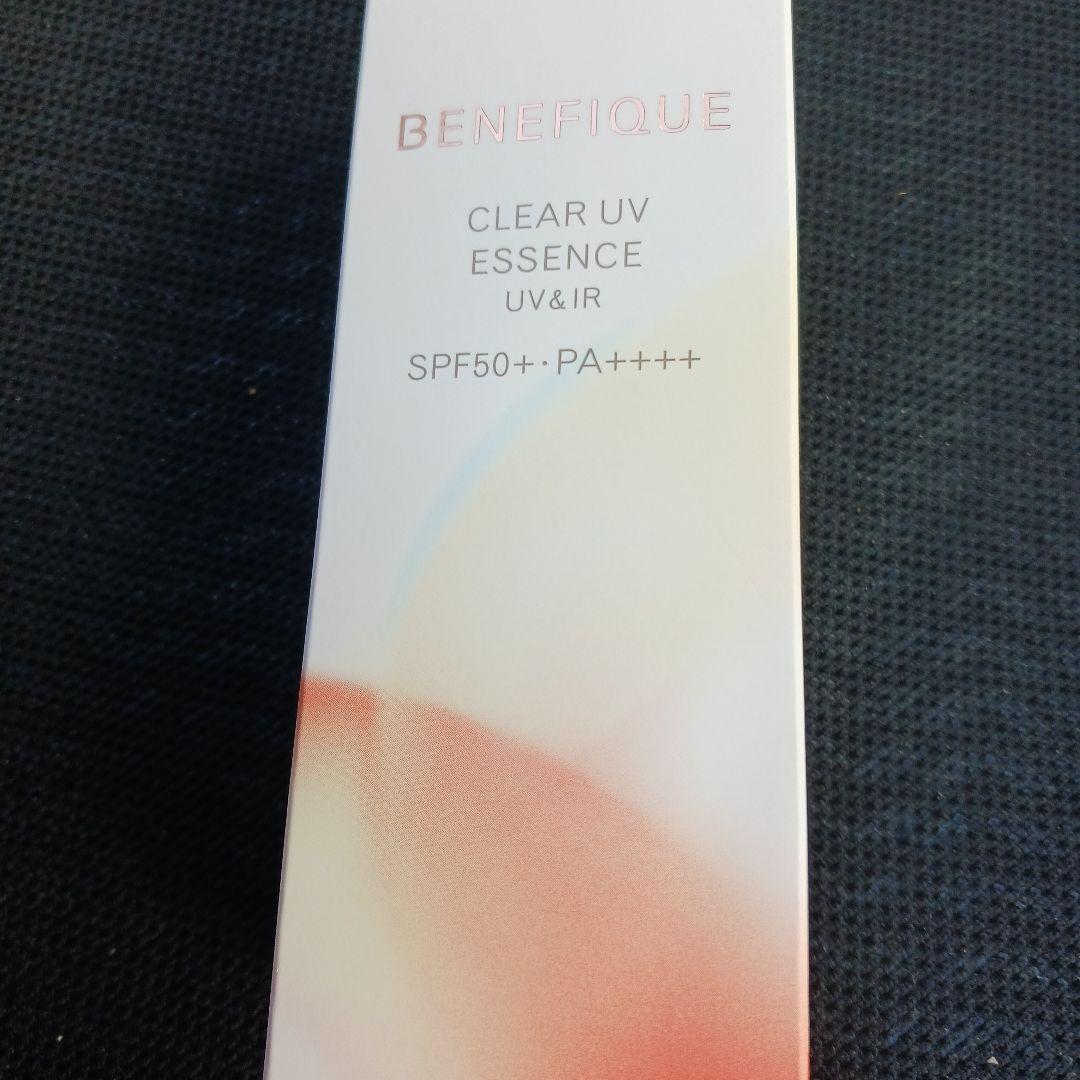 BENEFIQUE
CLEAR UV
ESSENCE
UV&IR
SPF50+·PA++++